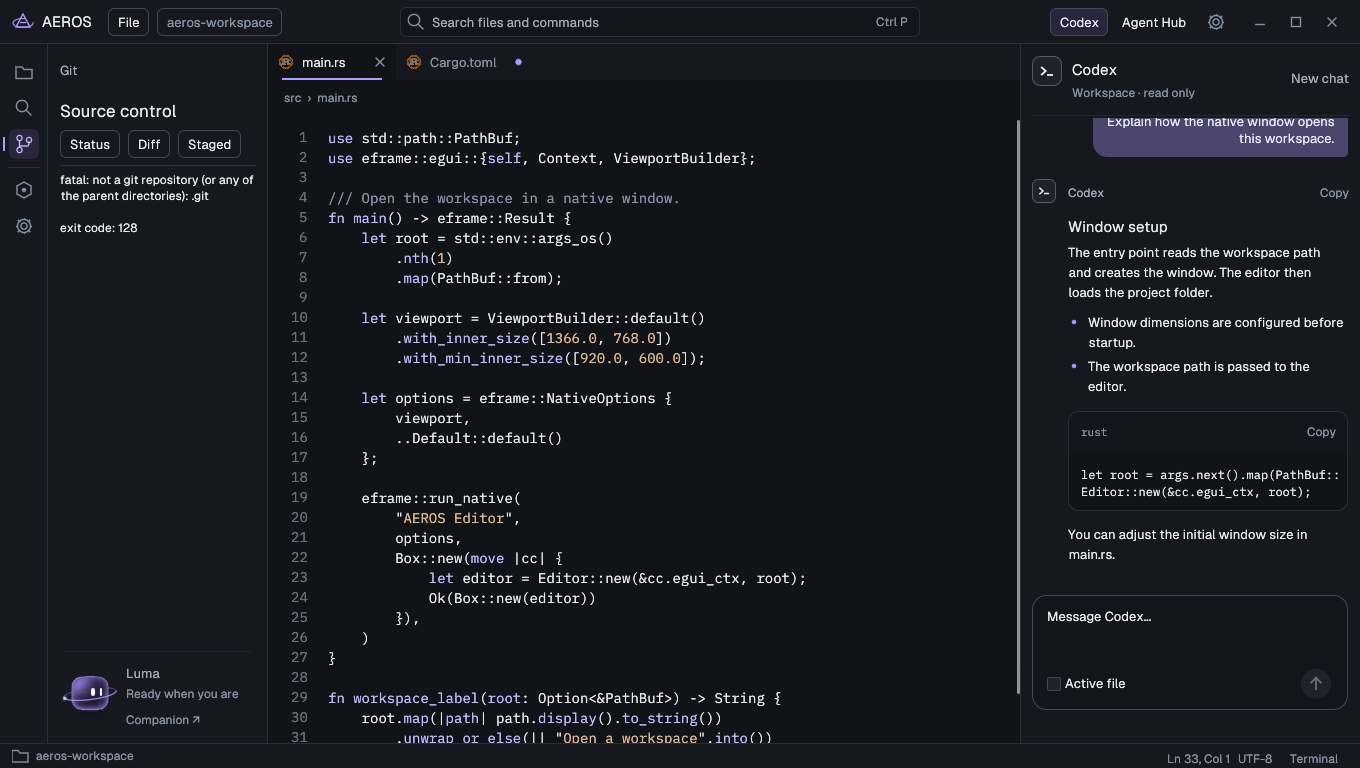 AEROS File aeros-workspace Search files and commands Ctrl P Codex Agent Hub
Git
Source control
Status Diff Staged
fatal: not a git repository (or any of
the parent directories): .git
exit code: 128
Luma
Ready when you are
Companion ↗
main.rs Cargo.toml
src › main.rs
1 use std::path::PathBuf;
2 use eframe::egui::{self, Context, ViewportBuilder};
3
4 /// Open the workspace in a native window.
5 fn main() -> eframe::Result {
6     let root = std::env::args_os()
7         .nth(1)
8         .map(PathBuf::from);
9
10     let viewport = ViewportBuilder::default()
11         .with_inner_size([1366.0, 768.0])
12         .with_min_inner_size([920.0, 600.0]);
13
14     let options = eframe::NativeOptions {
15         viewport,
16         ..Default::default()
17     };
18
19     eframe::run_native(
20         "AEROS Editor",
21         options,
22         Box::new(move |cc| {
23             let editor = Editor::new(&cc.egui_ctx, root);
24             Ok(Box::new(editor))
25         }),
26     )
27 }
28
29 fn workspace_label(root: Option<&PathBuf>) -> String {
30     root.map(|path| path.display().to_string())
31         .unwrap_or_else(|| "Open a workspace".into())
Codex
Workspace · read only
New chat
Explain how the native window opens
this workspace.
Codex Copy
Window setup
The entry point reads the workspace path
and creates the window. The editor then
loads the project folder.
• Window dimensions are configured before
startup.
• The workspace path is passed to the
editor.
rust Copy
let root = args.next().map(PathBuf::
Editor::new(&cc.egui_ctx, root);
You can adjust the initial window size in
main.rs.
Message Codex…
Active file
aeros-workspace Ln 33, Col 1 UTF-8 Terminal